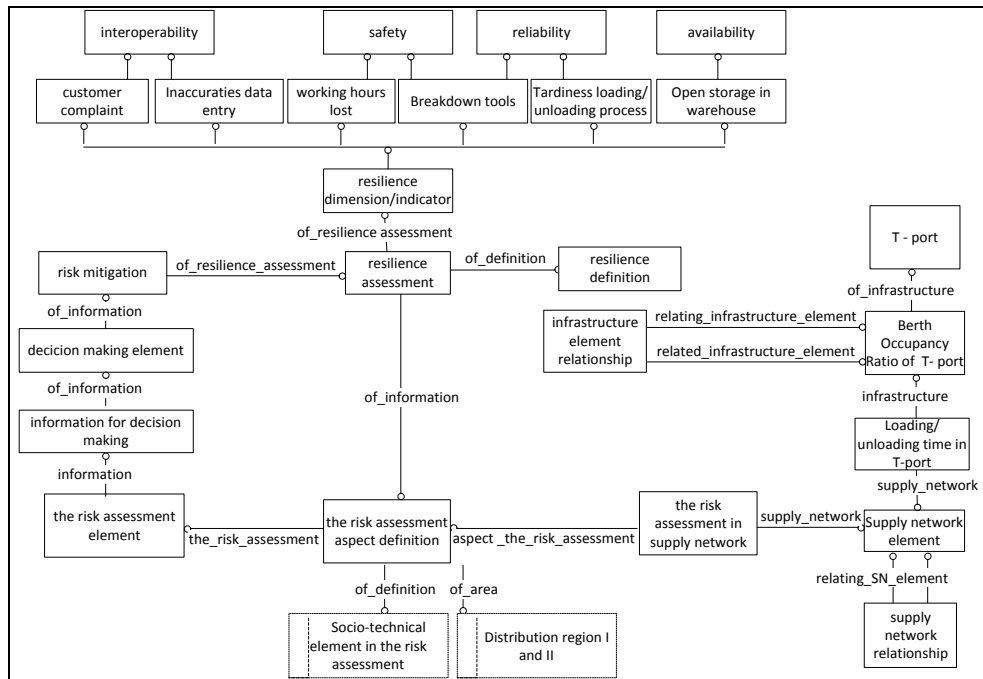 interoperability
safety
reliability
availability
customer
complaint
Inaccuraties data
entry
working hours
lost
Breakdown tools
Tardiness loading/
unloading process
Open storage in
warehouse
resilience
dimension/indicator
of_resilience assessment
T - port
risk mitigation
of_resilience_assessment
resilience
assessment
of_definition
resilience
definition
of_infrastructure
of_information
infrastructure
element
relationship
relating_infrastructure_element
related_infrastructure_element
Berth
Occupancy
Ratio of T- port
decicion making element
of_information
of_information
infrastructure
information for decision
making
Loading/
unloading time in
T-port
information
supply_network
the risk assessment
element
the_risk_assessment
the risk assessment
aspect definition
aspect _the_risk_assessment
the risk
assessment in
supply network
supply_network
Supply network
element
of_definition
of_area
relating_SN_element
Socio-technical
element in the risk
assessment
Distribution region I
and II
supply
network
relationship